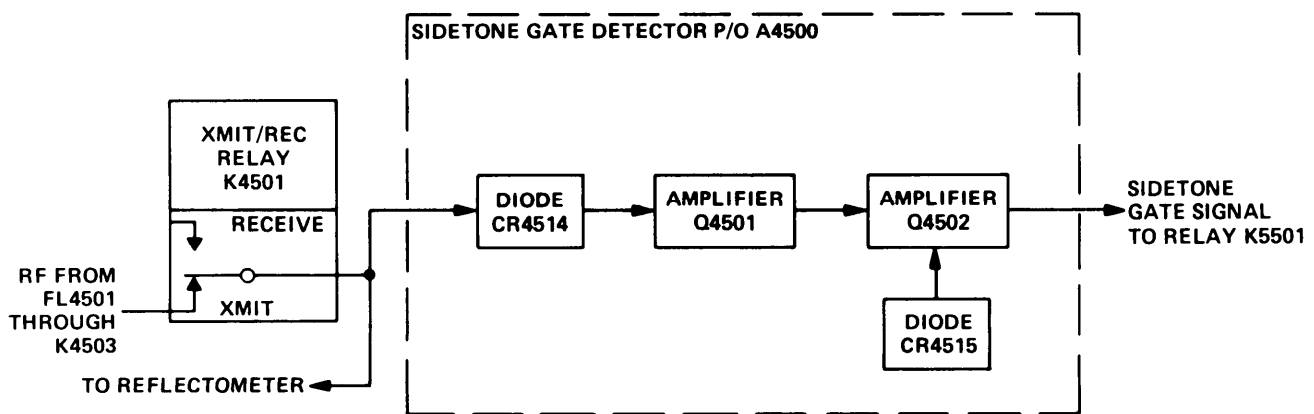 SIDETONE GATE DETECTOR P/O A4500
XMIT/REC
RELAY
K4501
RECEIVE
XMIT
RF FROM
FL4501
THROUGH
K4503
TO REFLECTOMETER
DIODE
CR4514
AMPLIFIER
Q4501
AMPLIFIER
Q4502
DIODE
CR4515
SIDETONE
GATE SIGNAL
TO RELAY K5501